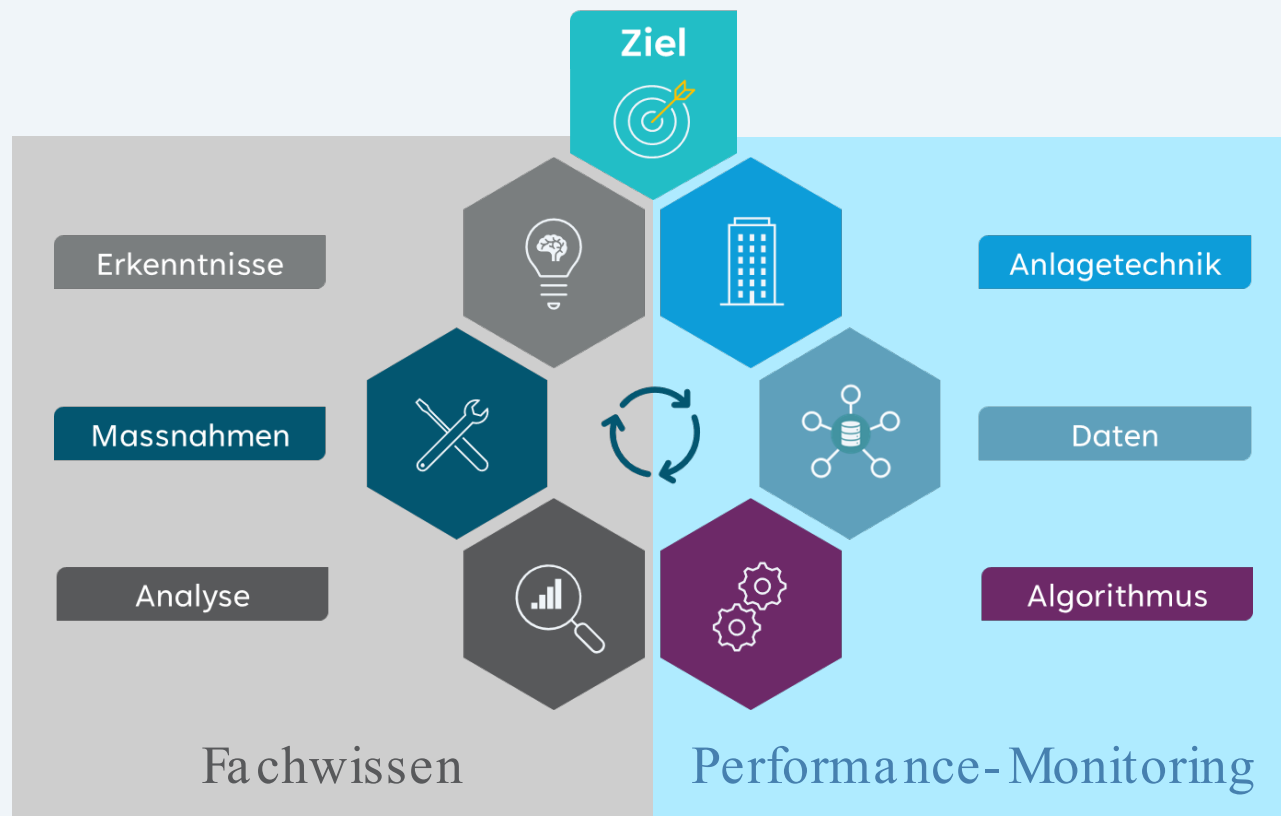 Ziel
Erkenntnisse
Anlagetechnik
Massnahmen
Daten
Analyse
Algorithmus
Fachwissen
Performance-Monitoring